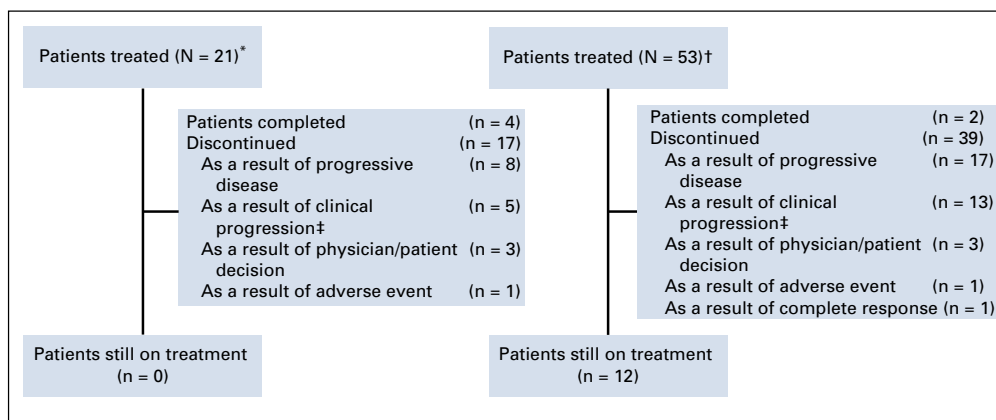 Patients treated (N = 21)*
Patients completed (n = 4)
Discontinued (n = 17)
As a result of progressive (n = 8)
disease
As a result of clinical (n = 5)
progression‡
As a result of physician/patient (n = 3)
decision
As a result of adverse event (n = 1)
Patients still on treatment
(n = 0)
Patients treated (N = 53)†
Patients completed (n = 2)
Discontinued (n = 39)
As a result of progressive (n = 17)
disease
As a result of clinical (n = 13)
progression‡
As a result of physician/patient (n = 3)
decision
As a result of adverse event (n = 1)
As a result of complete response (n = 1)
Patients still on treatment
(n = 12)